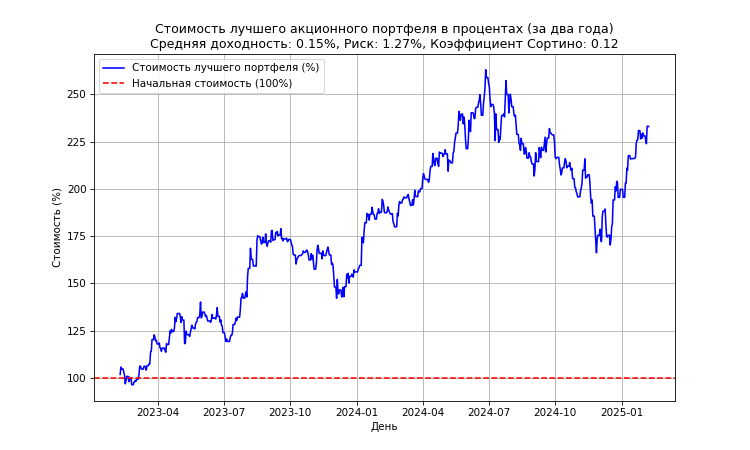 Стоимость лучшего акционного портфеля в процентах (за два года)
Средняя доходность: 0.15%, Риск: 1.27%, Коэффициент Сортино: 0.12
Стоимость лучшего портфеля (%)
Начальная стоимость (100%)
Стоимость (%)
250
225
200
175
150
125
100
2023-04 2023-07 2023-10 2024-01 2024-04 2024-07 2024-10 2025-01
День